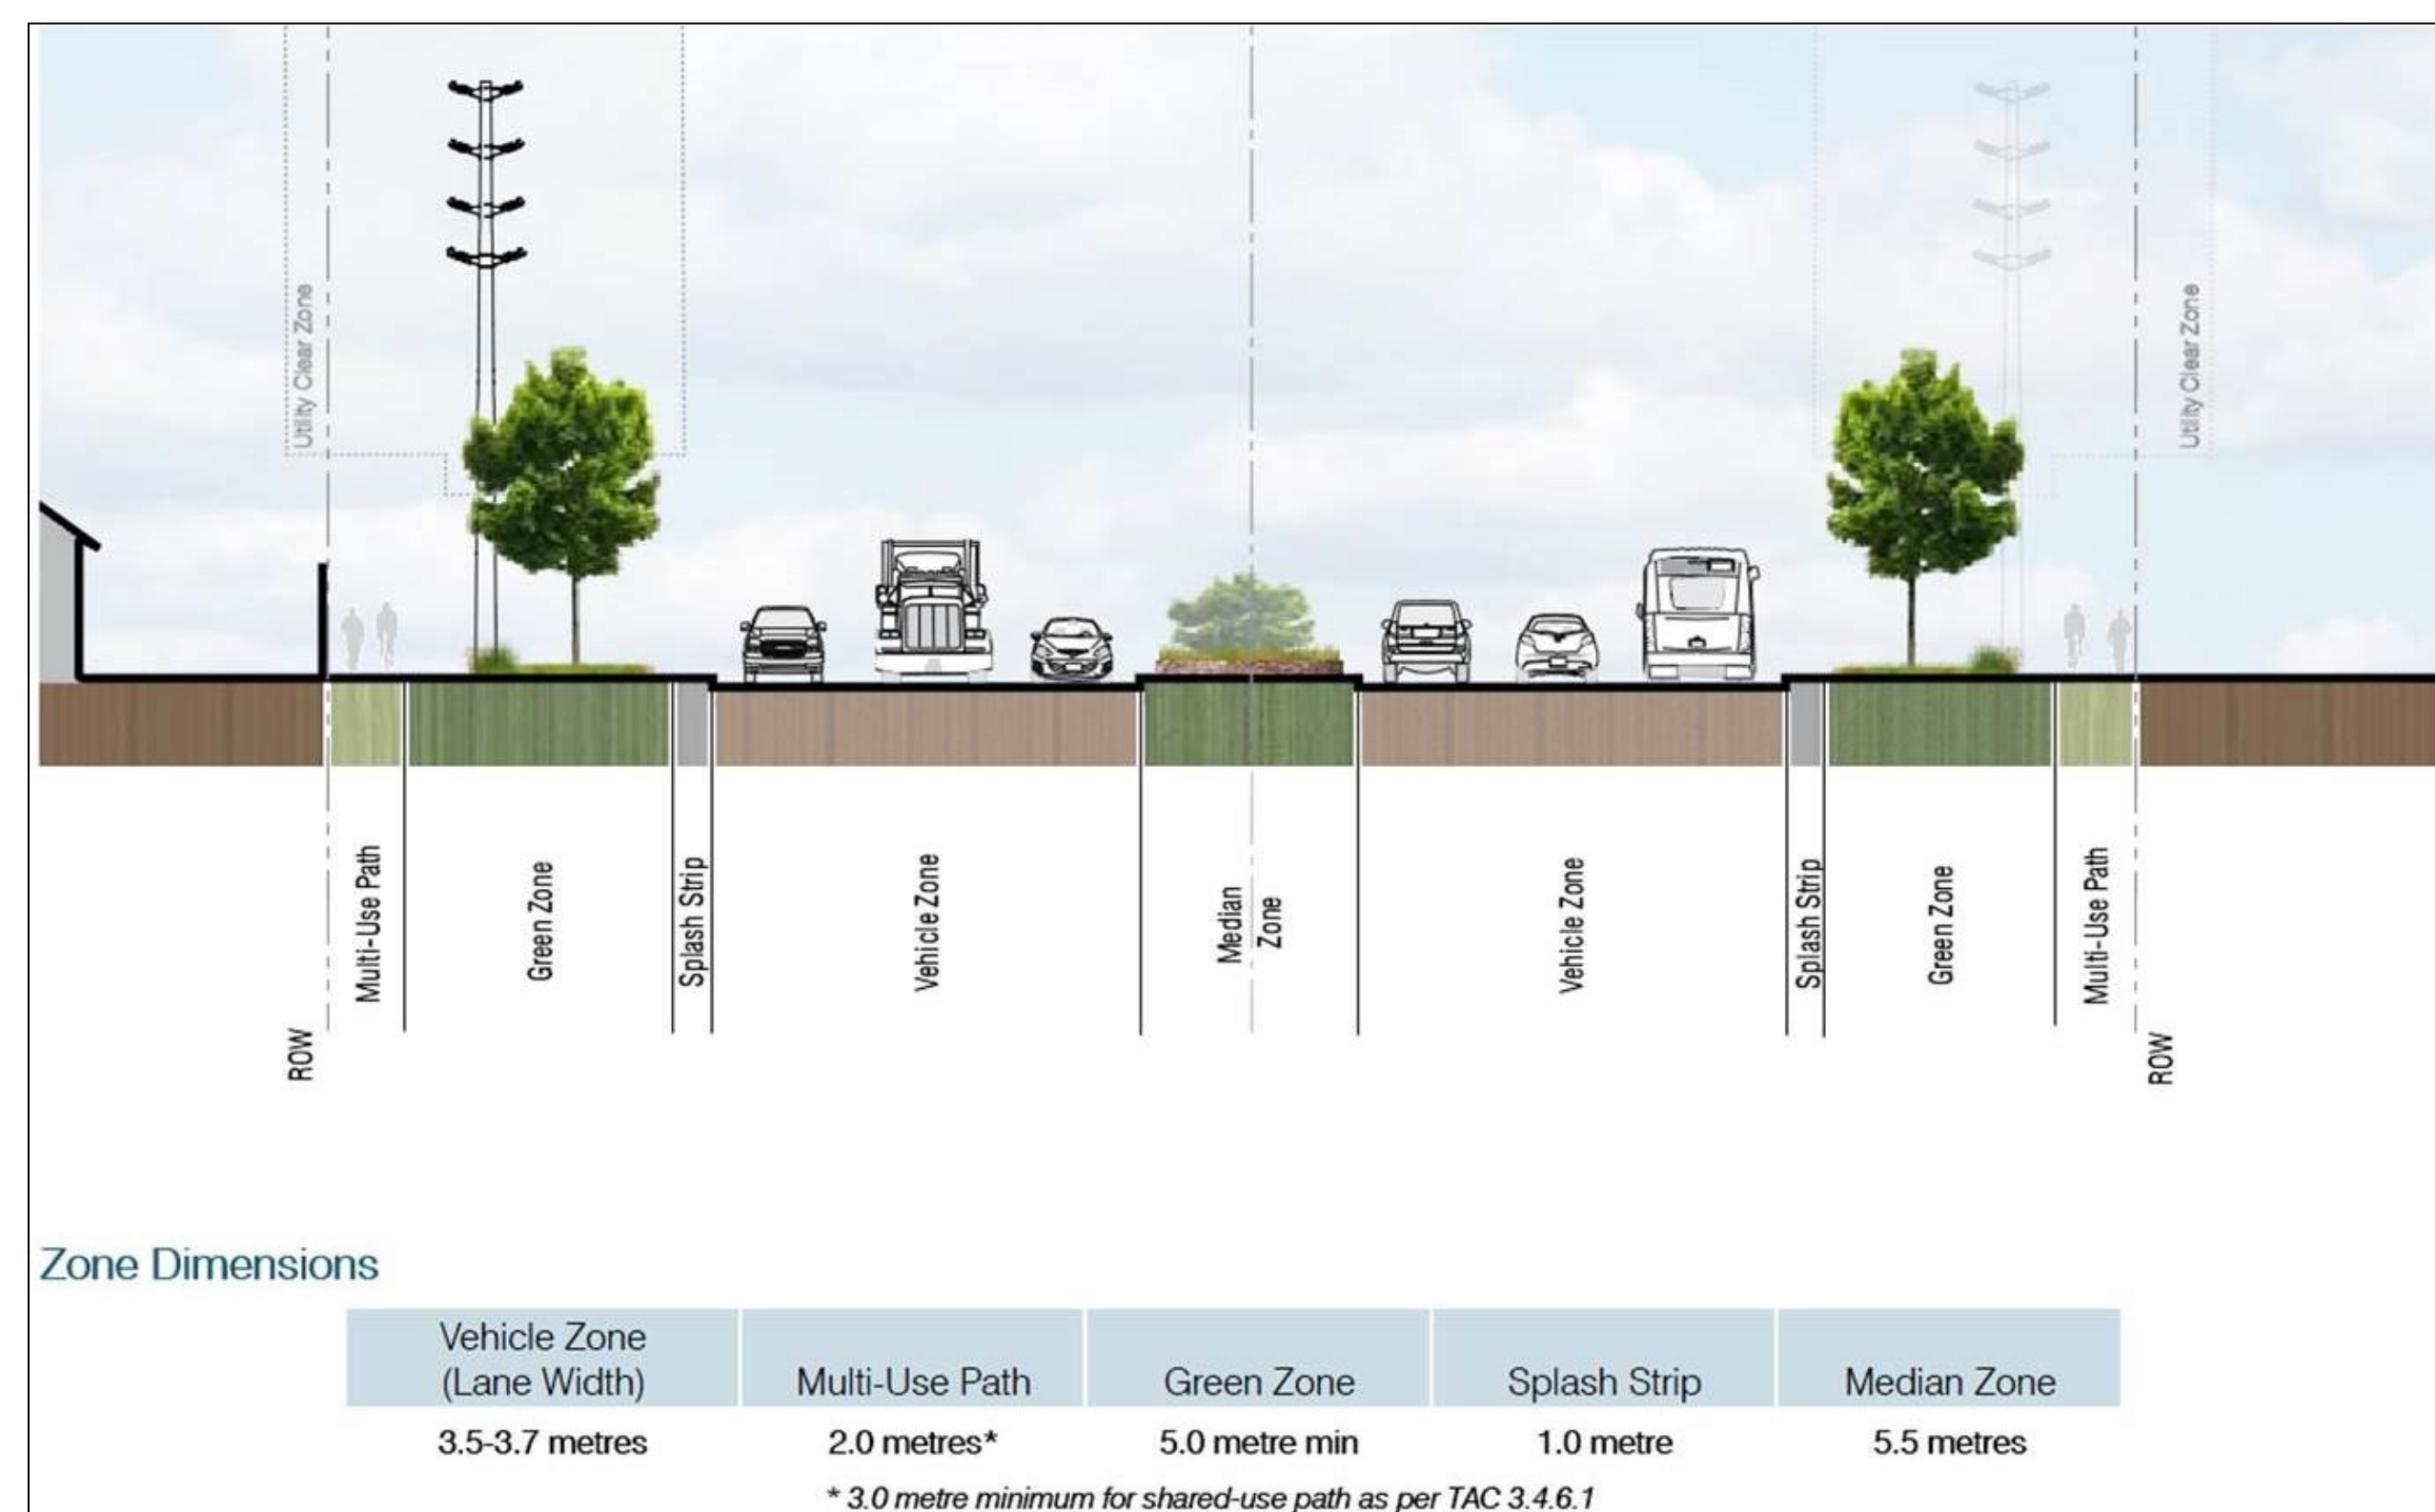 Utility Clear Zone
Utility Clear Zone
ROW
Multi-Use Path
Green Zone
Splash Strip
Vehicle Zone
Median
Zone
Vehicle Zone
Splash Strip
Green Zone
Multi-Use Path
ROW
Zone Dimensions
Vehicle Zone
(Lane Width)
Multi-Use Path
Green Zone
Splash Strip
Median Zone
3.5-3.7 metres
2.0 metres*
5.0 metre min
1.0 metre
5.5 metres
* 3.0 metre minimum for shared-use path as per TAC 3.4.6.1